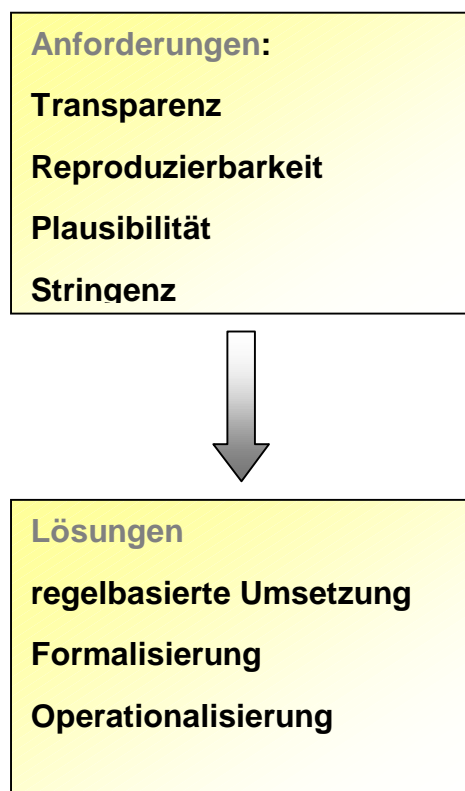 Anforderungen:
Transparenz
Reproduzierbarkeit
Plausibilität
Stringenz
Lösungen
regelbasierte Umsetzung
Formalisierung
Operationalisierung